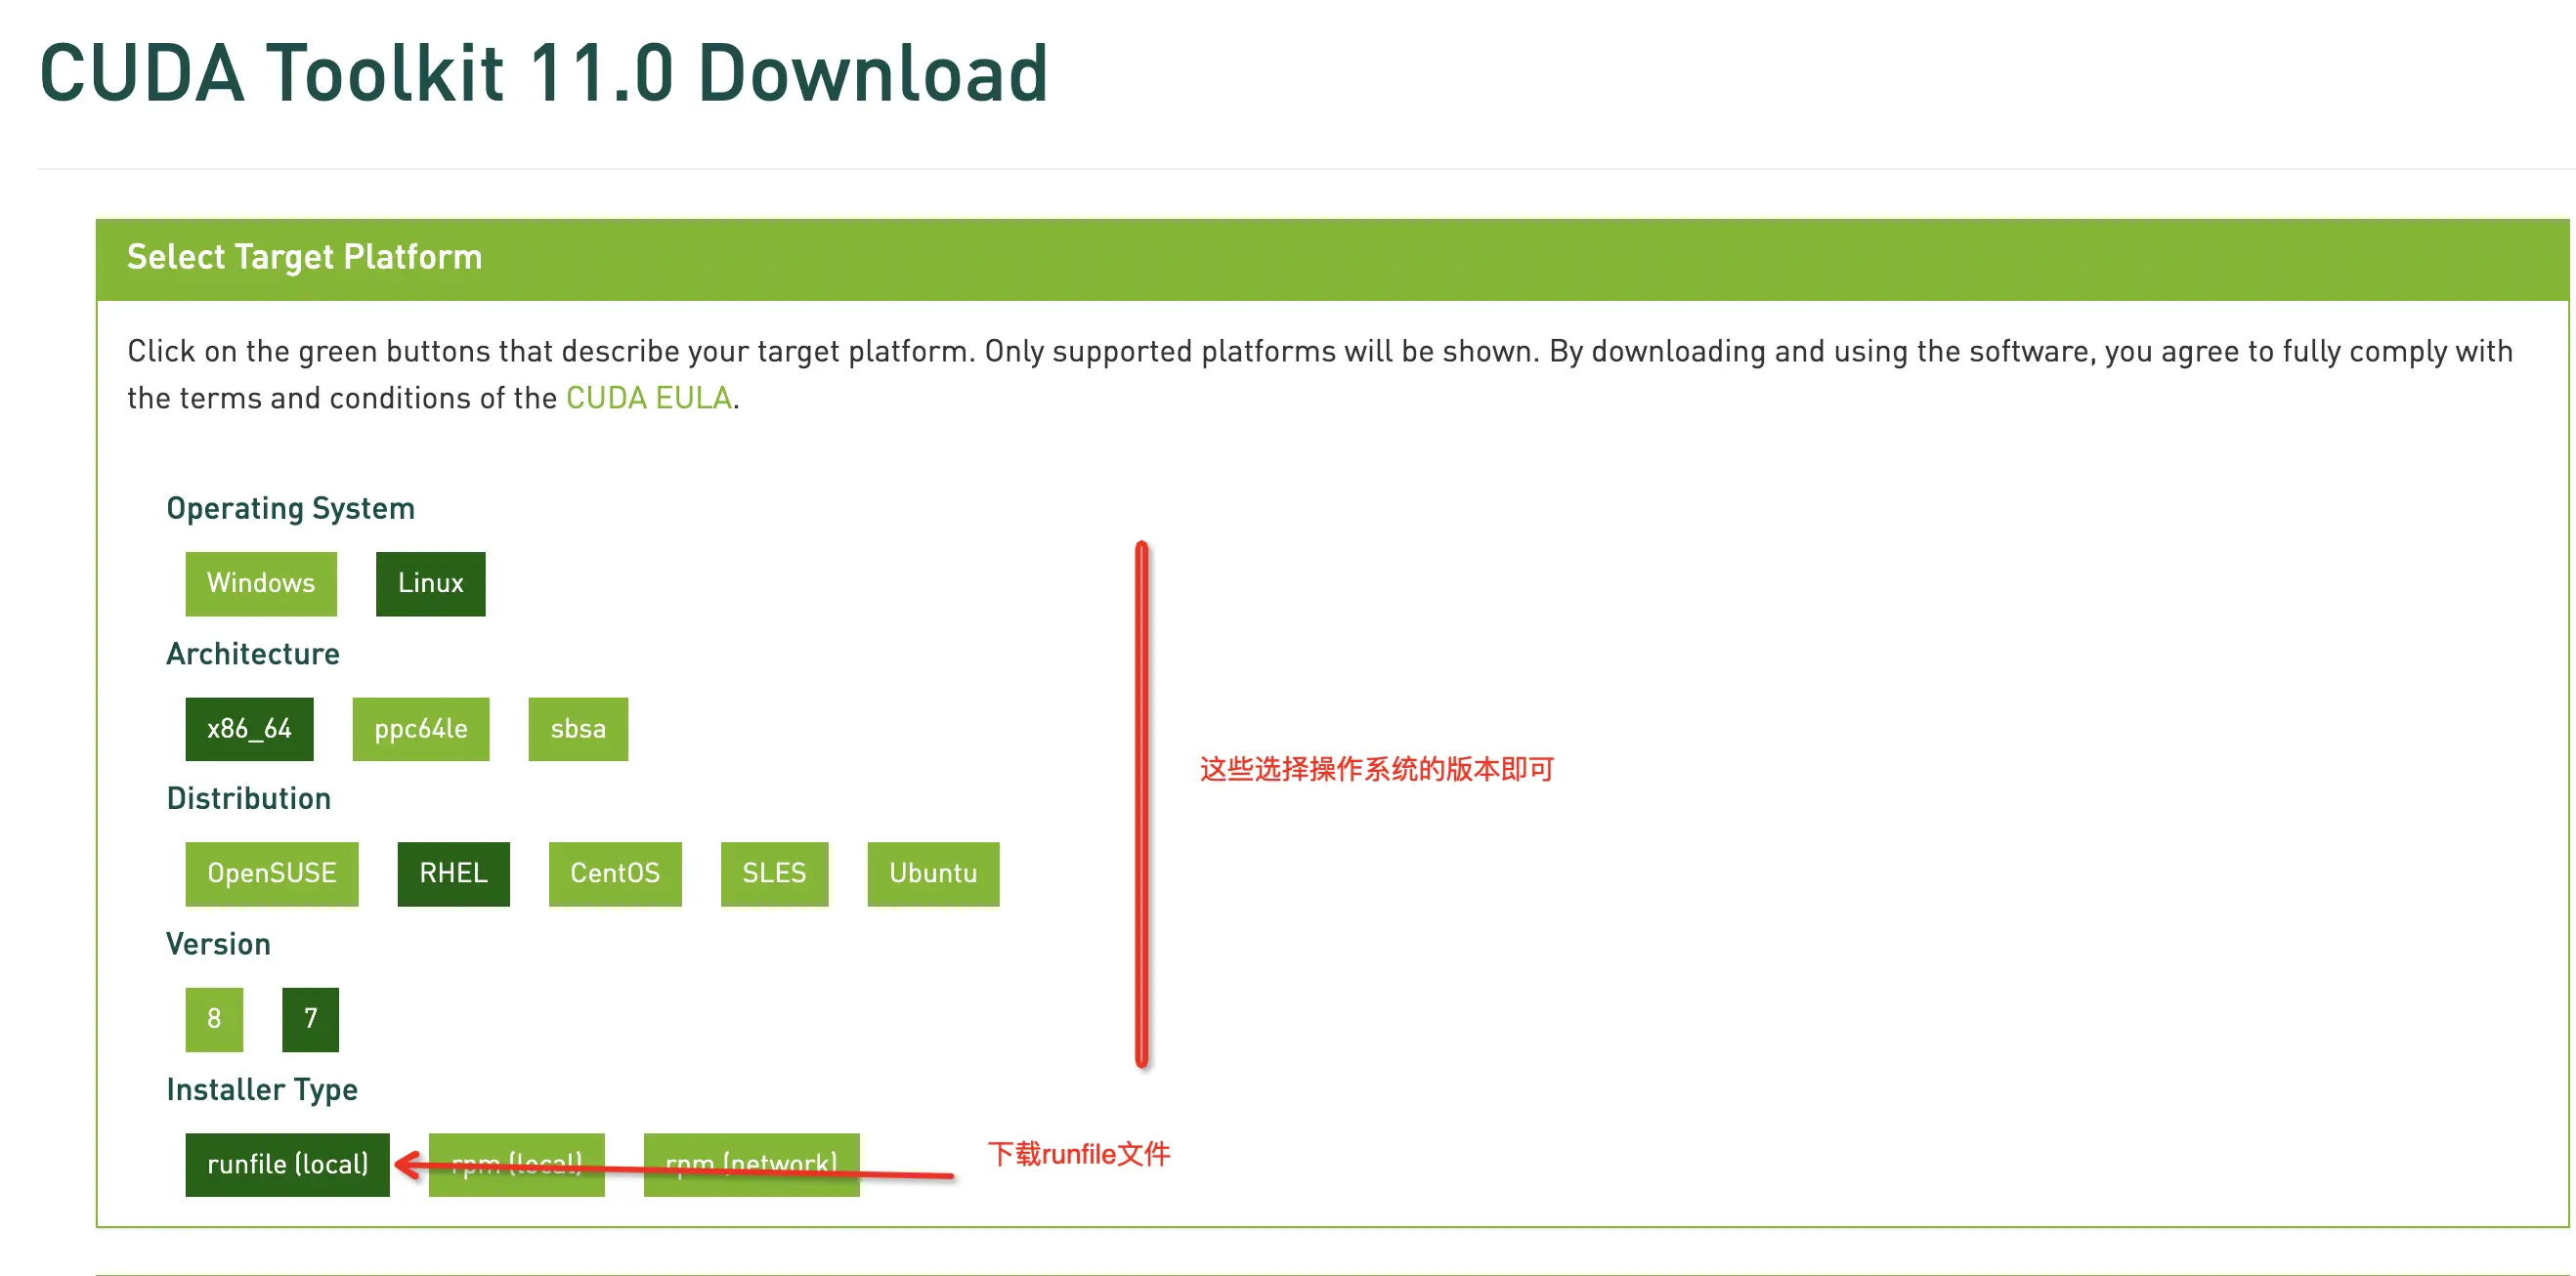 CUDA Toolkit 11.0 Download
Select Target Platform
Click on the green buttons that describe your target platform. Only supported platforms will be shown. By downloading and using the software, you agree to fully comply with
the terms and conditions of the CUDA EULA.
Operating System
Windows Linux
Architecture
x86_64 ppc64le sbsa
这些选择操作系统的版本即可
Distribution
OpenSUSE RHEL CentOS SLES Ubuntu
Version
8 7
Installer Type
runfile (local) rpm (local) rpm (network)
下载runfile文件